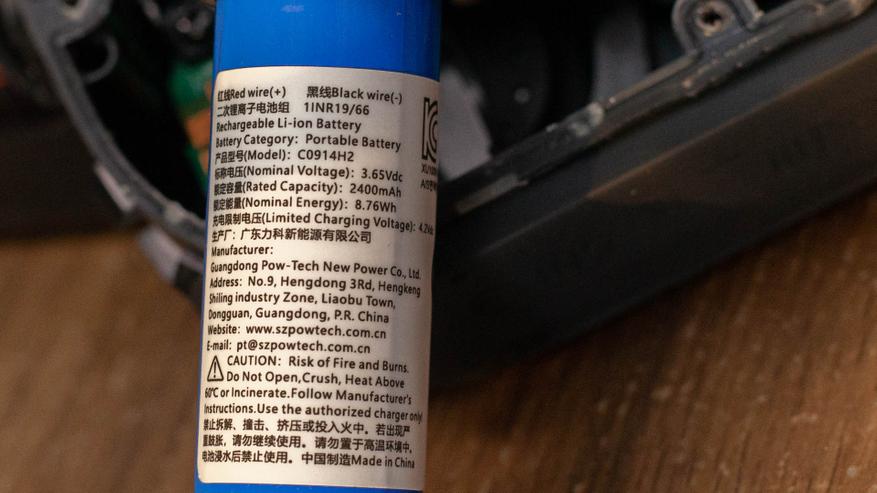 红线Red wire(+) 黑线Black wire(-)
二次锂离子电池组 1INR19/66
Rechargeable Li-ion Battery
Battery Category: Portable Battery
产品型号(Model): C0914H2
标称电压(Nominal Voltage): 3.65Vdc
额定容量(Rated Capacity): 2400mAh
额定能量(Nominal Energy): 8.76Wh
充电限制电压(Limited Charging Voltage): 4.2Vdc
生产厂: 广东力科新能源有限公司
Manufacturer:
Guangdong Pow-Tech New Power Co., Ltd.
Address: No.9, Hengdong 3Rd, Hengkeng
Shiling industry Zone, Liaobu Town,
Dongguan, Guangdong, P.R. China
Website: www.szpowtech.com.cn
E-mail: pt@szpowtech.com.cn
CAUTION: Risk of Fire and Burns.
Do Not Open,Crush, Heat Above
60℃ or Incinerate.Follow Manufacturer's
Instructions.Use the authorized charger only!
禁止拆解、撞击、挤压或投入火中。若出现严
重鼓胀，请勿继续使用。请勿置于高温环境中。
电池浸水后禁止使用。中国制造Made in China